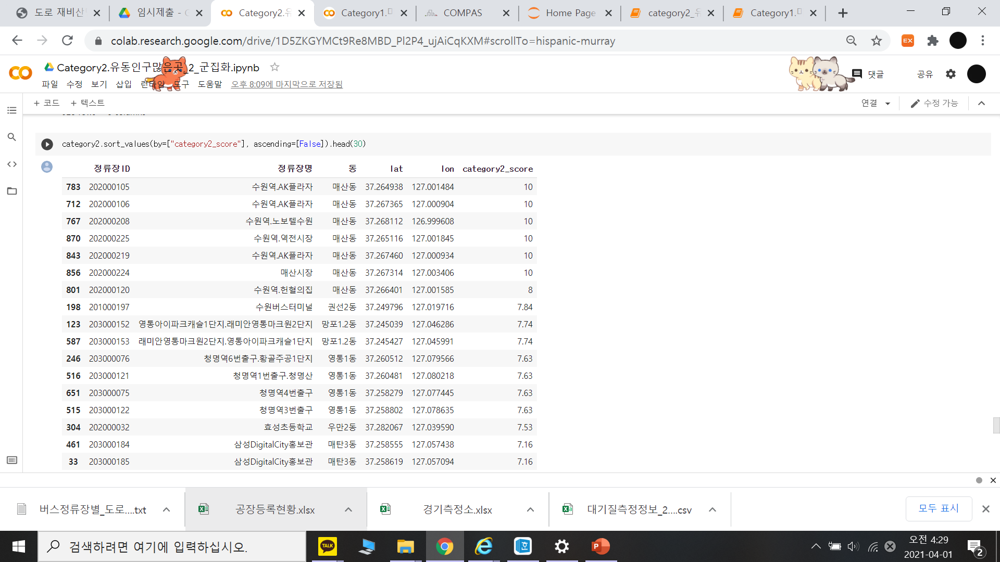 도로 재비산
임시제출 - C
Category2.유
Category1.
COMPAS
Home Page
category2_유
Category1.
colab.research.google.com/drive/1D5ZKGYMCt9Re8MBD_Pl2P4_ujAiCqKXM#scrollTo=hispanic-murray
EX
Category2.유동인구많은곳_2_군집화.ipynb
파일 수정 보기 삽입 런타임 도구 도움말 오후 8:09에 마지막으로 저장됨
댓글
공유
+ 코드 + 텍스트
연결
수정 가능
category2.sort_values(by=["category2_score"], ascending=[False]).head(30)
정류장ID 정류장명 동 lat lon category2_score
783 202000105 수원역.AK플라자 매산동 37.264938 127.001484 10
712 202000106 수원역.AK플라자 매산동 37.267365 127.000904 10
767 202000208 수원역.노보텔수원 매산동 37.268112 126.999608 10
870 202000225 수원역.역전시장 매산동 37.265116 127.001845 10
843 202000219 수원역.AK플라자 매산동 37.267460 127.000934 10
856 202000224 매산시장 매산동 37.267314 127.003406 10
801 202000120 수원역.헌혈의집 매산동 37.266401 127.001585 8
198 201000197 수원버스터미널 권선2동 37.249796 127.019716 7.84
123 203000152 영통아이파크캐슬1단지.래미안영통마크원2단지 망포1.2동 37.245039 127.046286 7.74
587 203000153 래미안영통마크원2단지.영통아이파크캐슬1단지 망포1.2동 37.245427 127.045991 7.74
246 203000076 청명역6번출구.황골주공1단지 영통1동 37.260512 127.079566 7.63
516 203000121 청명역1번출구.청명산 영통1동 37.260481 127.080218 7.63
651 203000075 청명역4번출구 영통1동 37.258279 127.077445 7.63
515 203000122 청명역3번출구 영통1동 37.258802 127.078635 7.63
304 202000032 효성초등학교 우만2동 37.282067 127.039590 7.53
461 203000184 삼성DigitalCity홍보관 매탄3동 37.258555 127.057438 7.16
33 203000185 삼성DigitalCity홍보관 매탄3동 37.258619 127.057094 7.16
버스정류장별_도로....txt
공장등록현황.xlsx
경기측정소.xlsx
대기질측정정보_2....csv
모두 표시
검색하려면 여기에 입력하십시오.
TALK
오전 4:29
2021-04-01
2